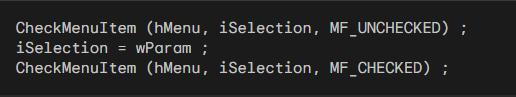 CheckMenuItem (hMenu, iSelection, MF_UNCHECKED) ;
iSelection = wParam ;
CheckMenuItem (hMenu, iSelection, MF_CHECKED) ;